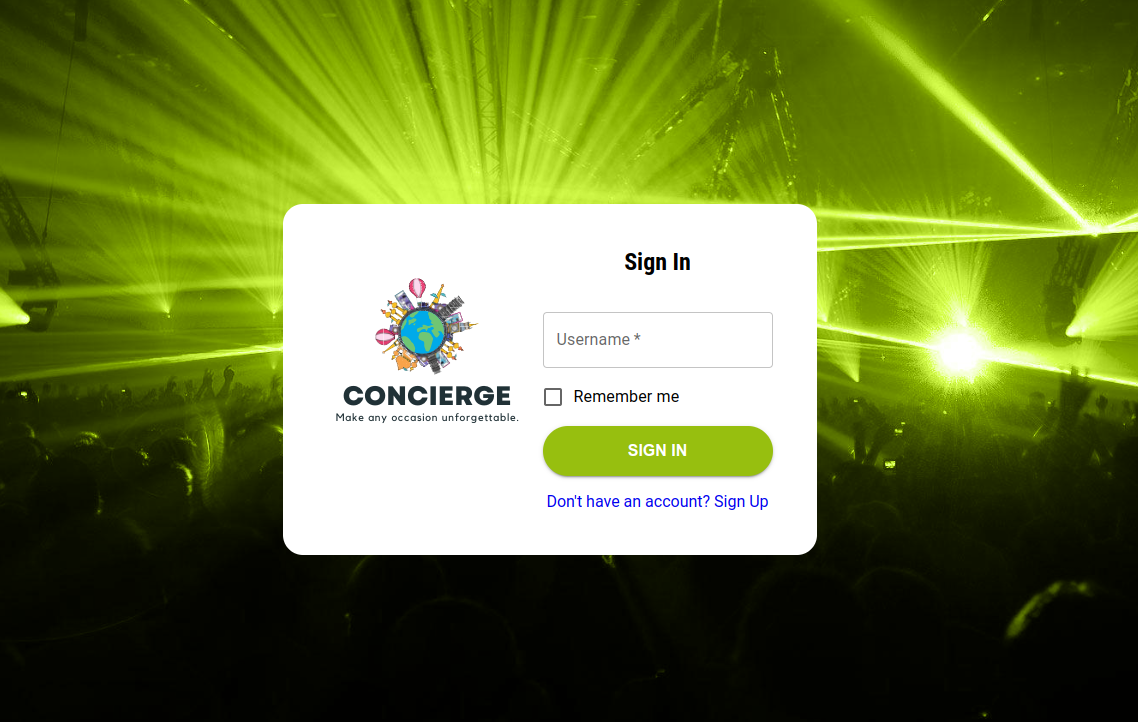 Sign In
CONCIERGE
Make any occasion unforgettable.
Username *
Remember me
SIGN IN
Don't have an account? Sign Up